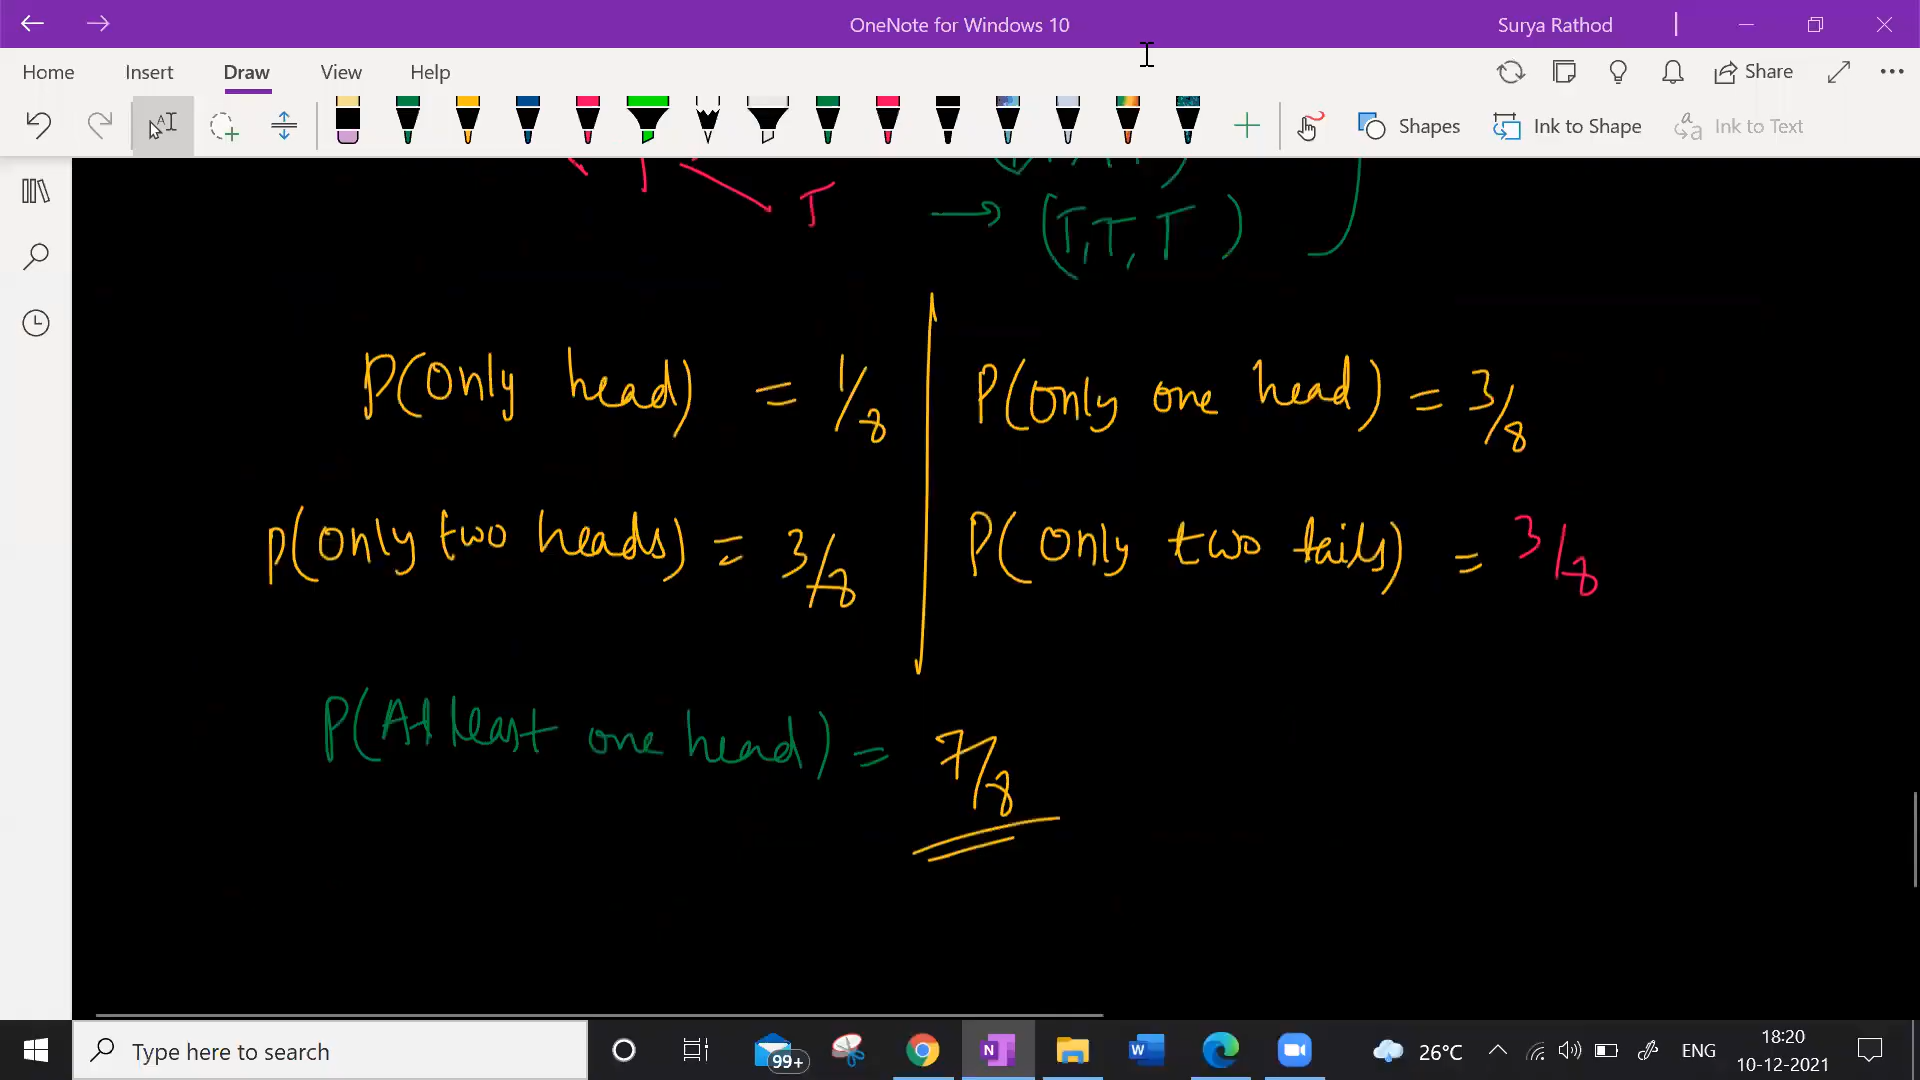 OneNote for Windows 10
Surya Rathod
Home Insert Draw View Help
Share
Shapes Ink to Shape Ink to Text
T
(T,T,T)
P(Only head) = 1/8
P(Only one head) = 3/8
P(only two heads) = 3/8
P(Only two tails) = 3/8
P(At least one head) = 7/8
Type here to search
99+
26°C
ENG
18:20
10-12-2021